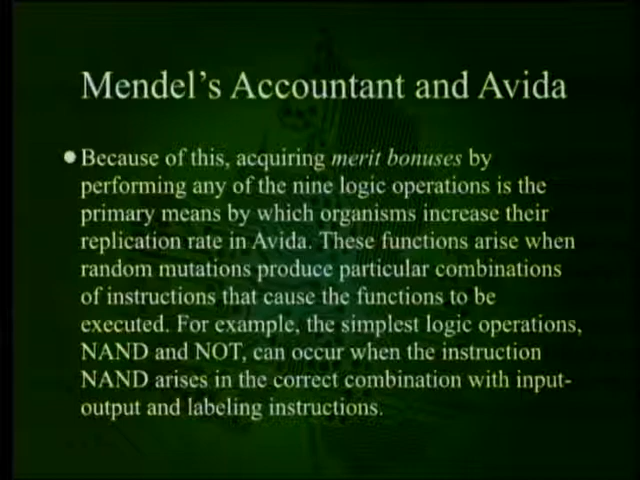 Mendel's Accountant and Avida
Because of this, acquiring merit bonuses by
performing any of the nine logic operations is the
primary means by which organisms increase their
replication rate in Avida. These functions arise when
random mutations produce particular combinations
of instructions that cause the functions to be
executed. For example, the simplest logic operations,
NAND and NOT, can occur when the instruction
NAND arises in the correct combination with input-
output and labeling instructions.